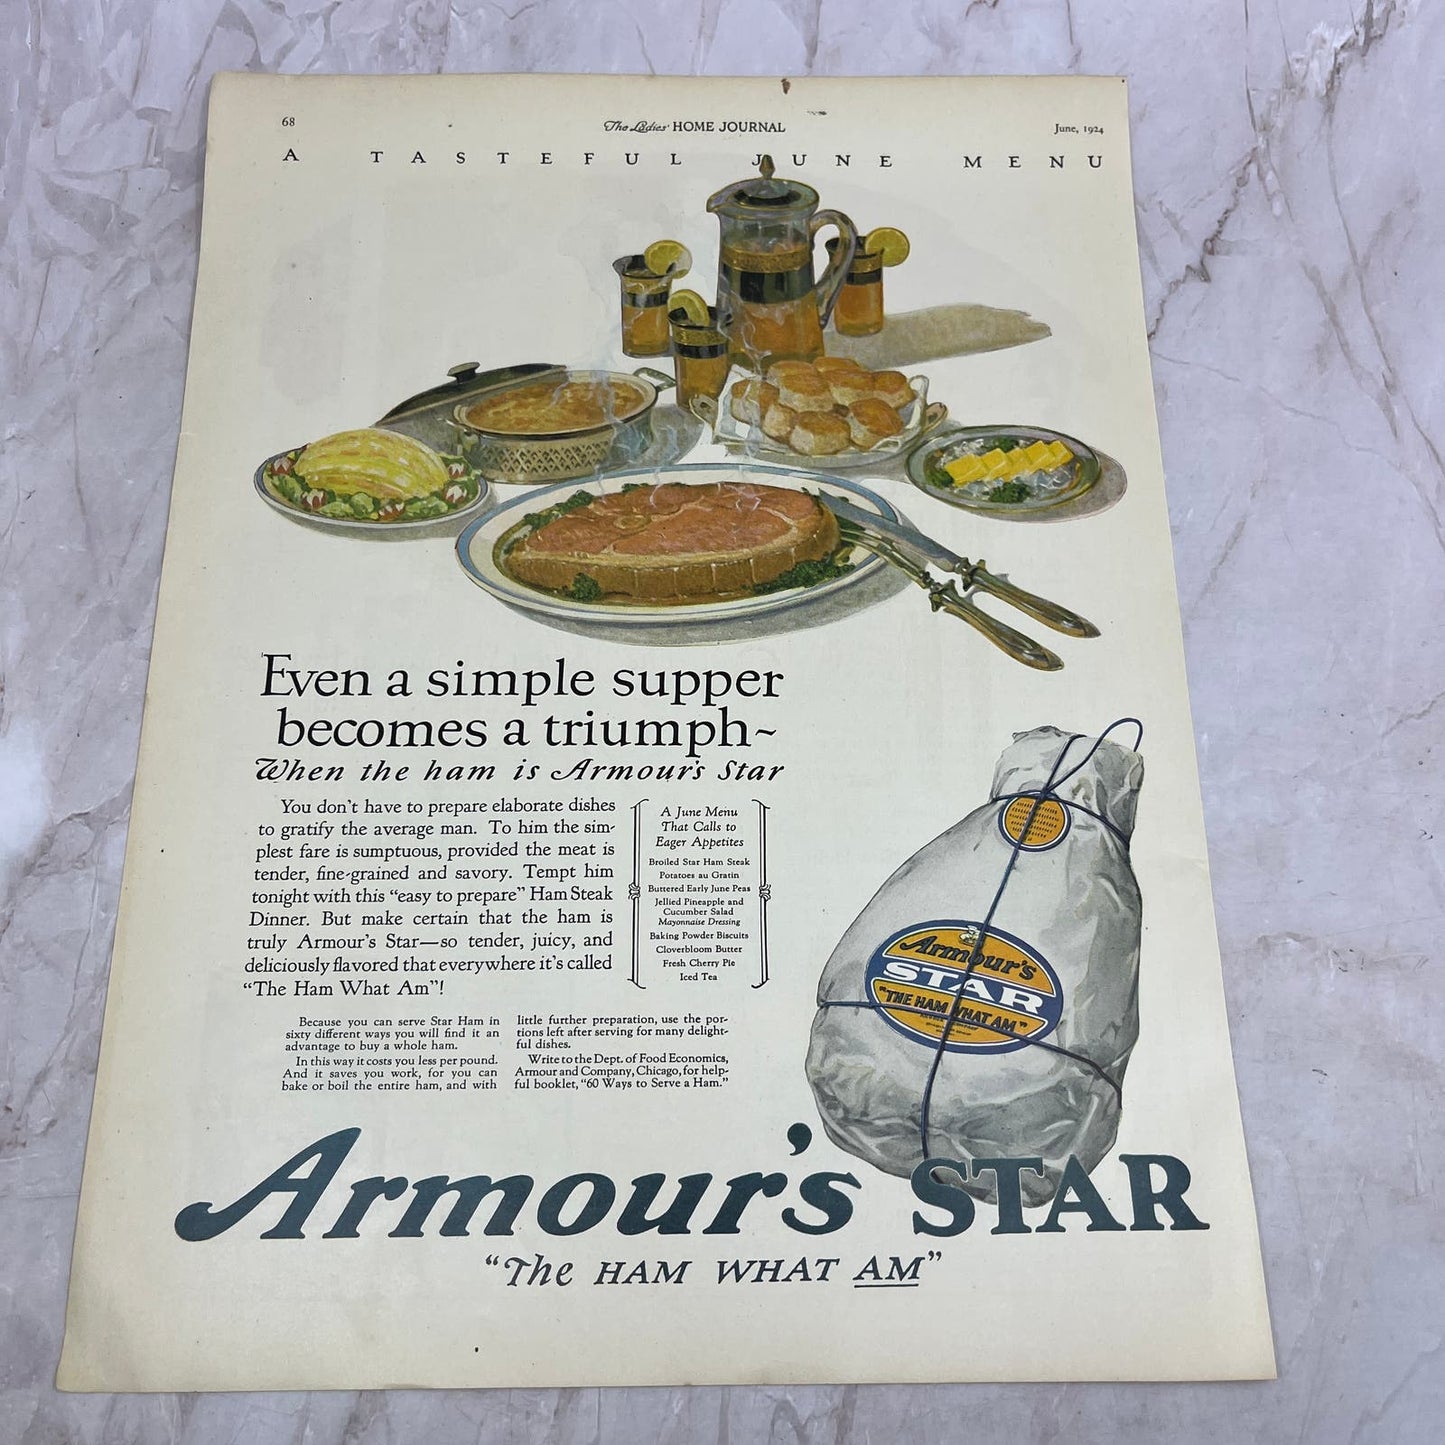 68
The Ladies' HOME JOURNAL
June, 1924
A TASTEFUL JUNE MENU
Even a simple supper
becomes a triumph~
When the ham is Armour's Star
You don't have to prepare elaborate dishes
to gratify the average man. To him the sim-
plest fare is sumptuous, provided the meat is
tender, fine-grained and savory. Tempt him
tonight with this "easy to prepare" Ham Steak
Dinner. But make certain that the ham is
truly Armour's Star—so tender, juicy, and
deliciously flavored that everywhere it's called
"The Ham What Am"!
A June Menu
That Calls to
Eager Appetites
Broiled Star Ham Steak
Potatoes au Gratin
Buttered Early June Peas
Jellied Pineapple and
Cucumber Salad
Mayonnaise Dressing
Baking Powder Biscuits
Cloverbloom Butter
Fresh Cherry Pie
Iced Tea
Because you can serve Star Ham in
sixty different ways you will find it an
advantage to buy a whole ham.
In this way it costs you less per pound.
And it saves you work, for you can
bake or boil the entire ham, and with
little further preparation, use the por-
tions left after serving for many delight-
ful dishes.
Write to the Dept. of Food Economics,
Armour and Company, Chicago, for help-
ful booklet, "60 Ways to Serve a Ham."
Armour's
STAR
"THE HAM WHAT AM"
Armour's STAR
"The HAM WHAT AM"